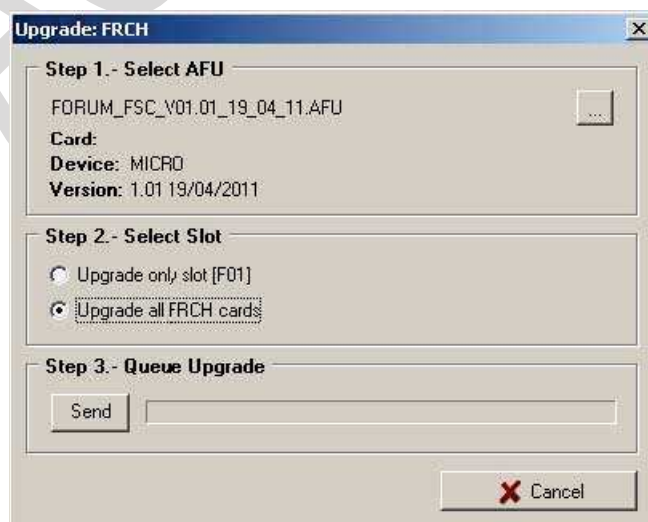 Upgrade: FRCH
Step 1.- Select AFU
FORUM_FSC_V01.01_19_04_11.AFU
...
Card:
Device: MICRO
Version: 1.01 19/04/2011
Step 2.- Select Slot
Upgrade only slot [F01]
Upgrade all FRCH cards
Step 3.- Queue Upgrade
Send
Cancel